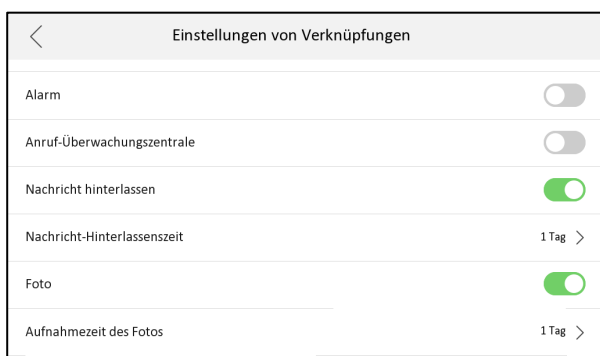 Einstellungen von Verknüpfungen
Alarm
Anruf-Überwachungszentrale
Nachricht hinterlassen
Nachricht-Hinterlassenszeit 1 Tag
Foto
Aufnahmezeit des Fotos 1 Tag